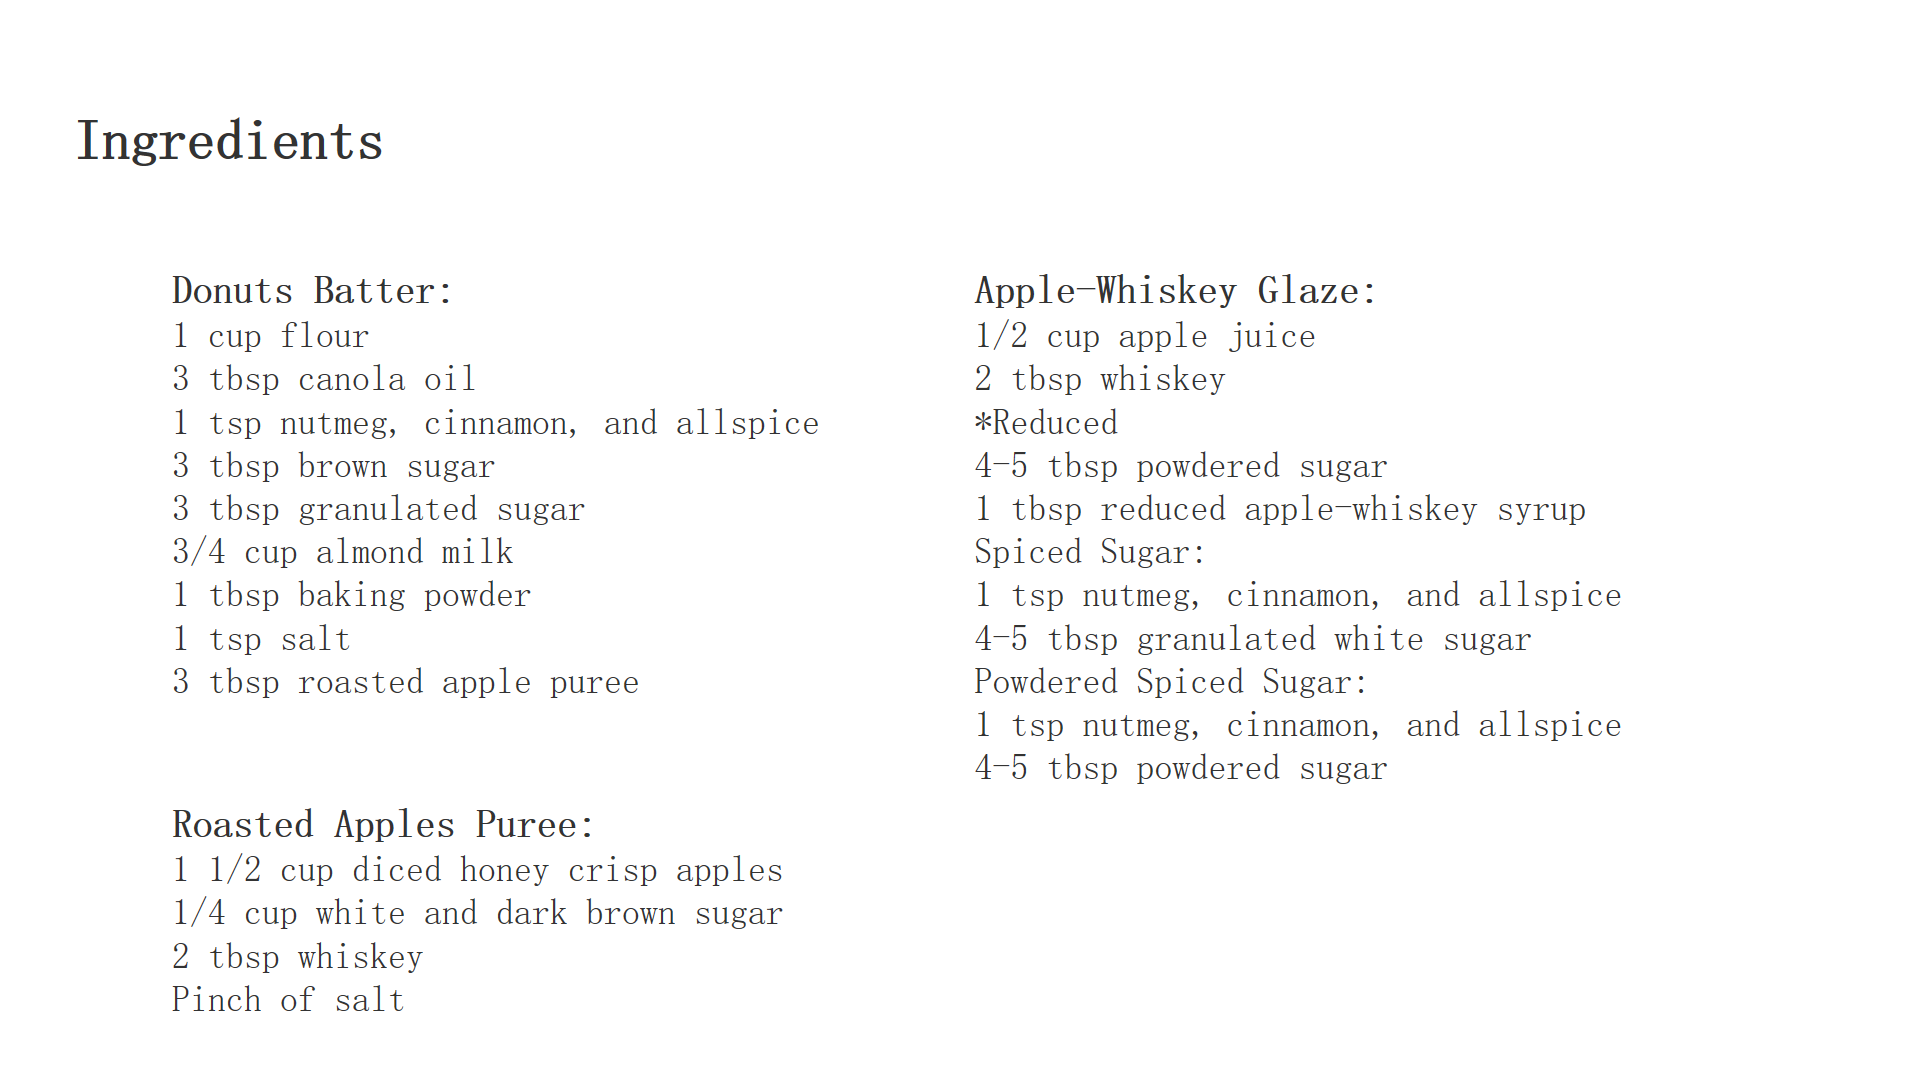 Ingredients
Donuts Batter:
1 cup flour
3 tbsp canola oil
1 tsp nutmeg, cinnamon, and allspice
3 tbsp brown sugar
3 tbsp granulated sugar
3/4 cup almond milk
1 tbsp baking powder
1 tsp salt
3 tbsp roasted apple puree
Roasted Apples Puree:
1 1/2 cup diced honey crisp apples
1/4 cup white and dark brown sugar
2 tbsp whiskey
Pinch of salt
Apple-Whiskey Glaze:
1/2 cup apple juice
2 tbsp whiskey
*Reduced
4-5 tbsp powdered sugar
1 tbsp reduced apple-whiskey syrup
Spiced Sugar:
1 tsp nutmeg, cinnamon, and allspice
4-5 tbsp granulated white sugar
Powdered Spiced Sugar:
1 tsp nutmeg, cinnamon, and allspice
4-5 tbsp powdered sugar